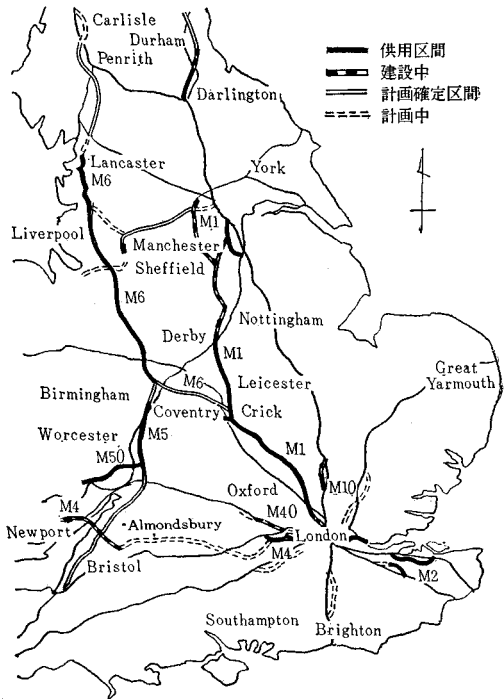 Carlisle
Durham
Penrith
Darlington
供用区間
建設中
計画確定区間
計画中
Lancaster
M6
York
M1
Liverpool
Manchester
Sheffield
M6
Nottingham
Derby
M1
M6
Leicester
Great
Yarmouth
Birmingham
Coventry
Crick
Worcester
M5
M1
M50
Oxford
M10
M4
M40
Newport
Almondsbury
London
M4
Bristol
M2
Southampton
Brighton